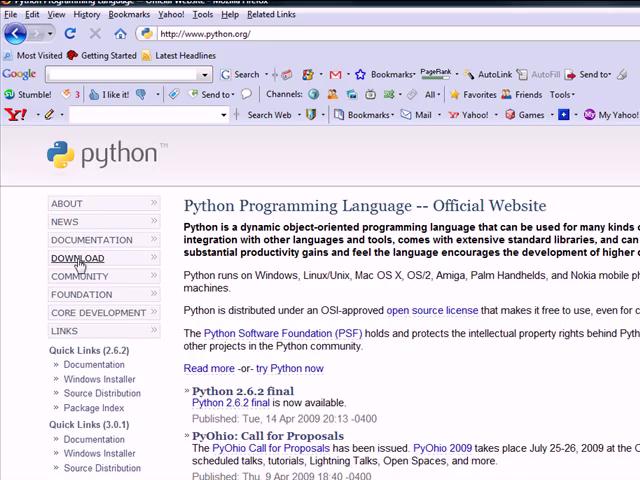 Python Programming Language -- Official Website - Mozilla Firefox
File Edit View History Bookmarks Yahoo! Tools Help Related Links
http://www.python.org/
Most Visited Getting Started Latest Headlines
Google Search Bookmarks PageRank AutoLink AutoFill Send to
Stumble! 3 I like it! Send to Channels: All Favorites Friends Tools
Y! Search Web Bookmarks Mail Yahoo! Games My Yahoo!
python™
ABOUT
NEWS
DOCUMENTATION
DOWNLOAD
COMMUNITY
FOUNDATION
CORE DEVELOPMENT
LINKS
Quick Links (2.6.2)
» Documentation
» Windows Installer
» Source Distribution
» Package Index
Quick Links (3.0.1)
» Documentation
» Windows Installer
» Source Distribution
Python Programming Language -- Official Website
Python is a dynamic object-oriented programming language that can be used for many kinds
integration with other languages and tools, comes with extensive standard libraries, and can
substantial productivity gains and feel the language encourages the development of higher
Python runs on Windows, Linux/Unix, Mac OS X, OS/2, Amiga, Palm Handhelds, and Nokia mobile
machines.
Python is distributed under an OSI-approved open source license that makes it free to use, even for
The Python Software Foundation (PSF) holds and protects the intellectual property rights behind
other projects in the Python community.
Read more -or- try Python now
» Python 2.6.2 final
Python 2.6.2 final is now available.
Published: Tue, 14 Apr 2009 20:13 -0400
» PyOhio: Call for Proposals
The PyOhio Call for Proposals has been issued. PyOhio 2009 takes place July 25-26, 2009 at the
scheduled talks, tutorials, Lightning Talks, Open Spaces, and more.
Published: Thu, 9 Apr 2009 18:40 -0400